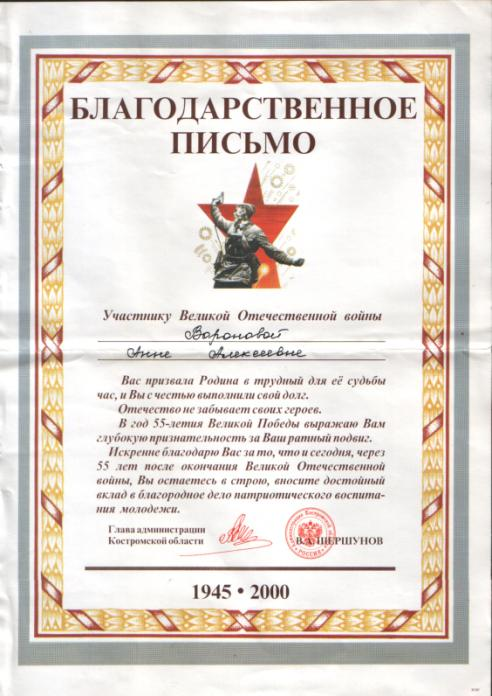 БЛАГОДАРСТВЕННОЕ
ПИСЬМО
Участнику Великой Отечественной войны
Вороновой
Анне Алексеевне
Вас призвала Родина в трудный для её судьбы
час, и Вы с честью выполнили свой долг.
Отечество не забывает своих героев.
В год 55-летия Великой Победы выражаю Вам
глубокую признательность за Ваш ратный подвиг.
Искренне благодарю Вас за то, что и сегодня, через
55 лет после окончания Великой Отечественной
войны, Вы остаетесь в строю, вносите достойный
вклад в благородное дело патриотического воспита-
ния молодежи.
Глава администрации
Костромской области
В.А. ШЕРШУНОВ
РОССИЯ
1945 • 2000